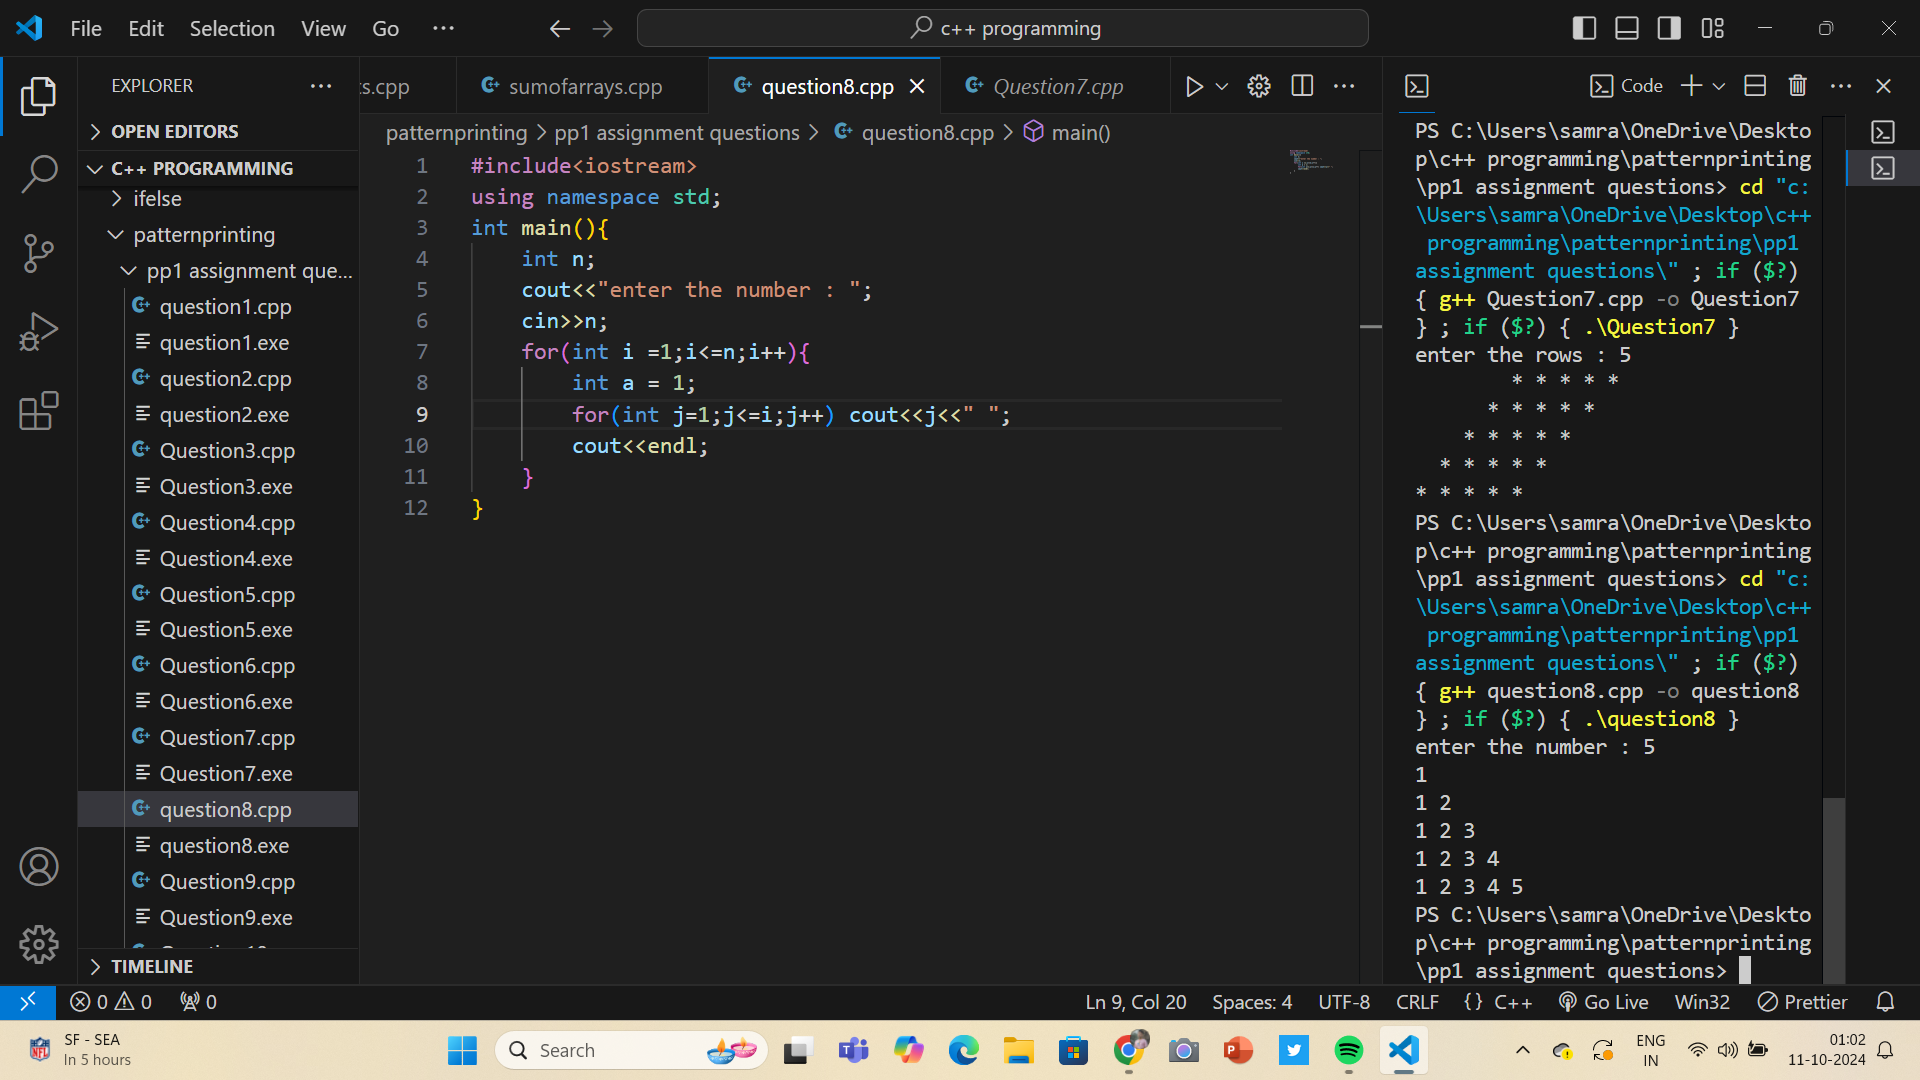 File Edit Selection View Go ···
c++ programming
EXPLORER ···
OPEN EDITORS
C++ PROGRAMMING
ifelse
patternprinting
pp1 assignment que...
question1.cpp
question1.exe
question2.cpp
question2.exe
Question3.cpp
Question3.exe
Question4.cpp
Question4.exe
Question5.cpp
Question5.exe
Question6.cpp
Question6.exe
Question7.cpp
Question7.exe
question8.cpp
question8.exe
Question9.cpp
Question9.exe
TIMELINE
s.cpp sumofarrays.cpp question8.cpp Question7.cpp
patternprinting > pp1 assignment questions > question8.cpp > main()
1 #include<iostream>
2 using namespace std;
3 int main(){
4 int n;
5 cout<<"enter the number : ";
6 cin>>n;
7 for(int i =1;i<=n;i++){
8 int a = 1;
9 for(int j=1;j<=i;j++) cout<<j<<" ";
10 cout<<endl;
11 }
12 }
Code
PS C:\Users\samra\OneDrive\Deskto
p\c++ programming\patternprinting
\pp1 assignment questions> cd "c:
\Users\samra\OneDrive\Desktop\c++
programming\patternprinting\pp1
assignment questions\" ; if ($?)
{ g++ Question7.cpp -o Question7
} ; if ($?) { .\Question7 }
enter the rows : 5
* * * * *
* * * * *
* * * * *
* * * * *
* * * * *
PS C:\Users\samra\OneDrive\Deskto
p\c++ programming\patternprinting
\pp1 assignment questions> cd "c:
\Users\samra\OneDrive\Desktop\c++
programming\patternprinting\pp1
assignment questions\" ; if ($?)
{ g++ question8.cpp -o question8
} ; if ($?) { .\question8 }
enter the number : 5
1
1 2
1 2 3
1 2 3 4
1 2 3 4 5
PS C:\Users\samra\OneDrive\Deskto
p\c++ programming\patternprinting
\pp1 assignment questions>
0 0 0 Ln 9, Col 20 Spaces: 4 UTF-8 CRLF {} C++ Go Live Win32 Prettier
SF - SEA
In 5 hours
Search
ENG
IN
01:02
11-10-2024